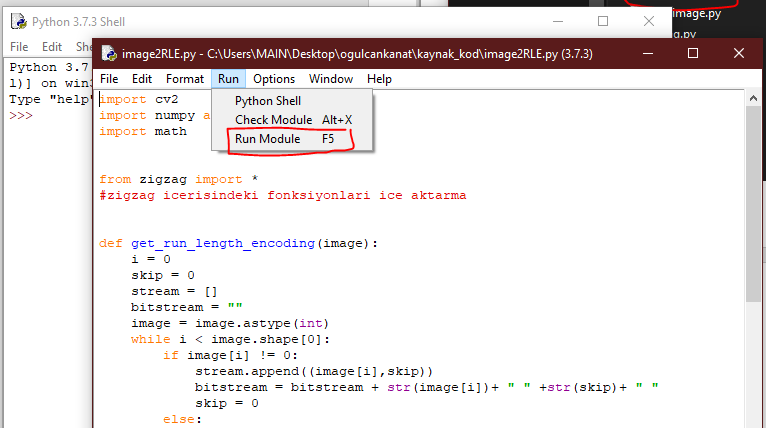 Python 3.7.3 Shell
image.py
g.py
File Edit Shell
Python 3.7
l)] on win3
Type "help"
>>>
image2RLE.py - C:\Users\MAIN\Desktop\ogulcankanat\kaynak_kod\image2RLE.py (3.7.3)
File Edit Format Run Options Window Help
Python Shell
Check Module Alt+X
Run Module F5
import cv2
import numpy a
import math
from zigzag import *
#zigzag icerisindeki fonksiyonlari ice aktarma
def get_run_length_encoding(image):
i = 0
skip = 0
stream = []
bitstream = ""
image = image.astype(int)
while i < image.shape[0]:
if image[i] != 0:
stream.append((image[i],skip))
bitstream = bitstream + str(image[i])+ " " +str(skip)+ " "
skip = 0
else: